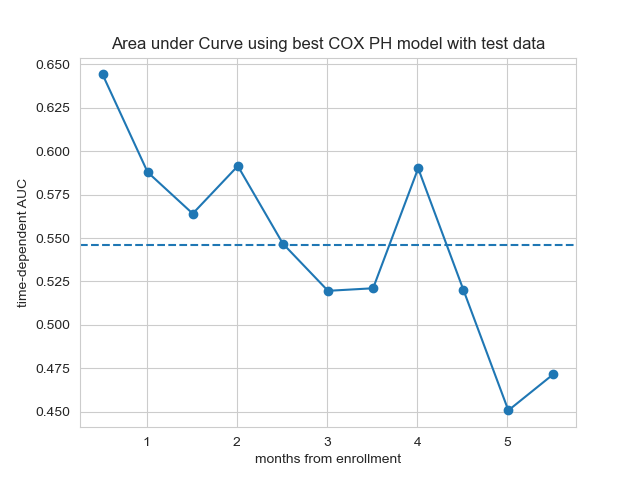 Area under Curve using best COX PH model with test data
0.650
0.625
0.600
0.575
0.550
0.525
0.500
0.475
0.450
time-dependent AUC
1 2 3 4 5
months from enrollment